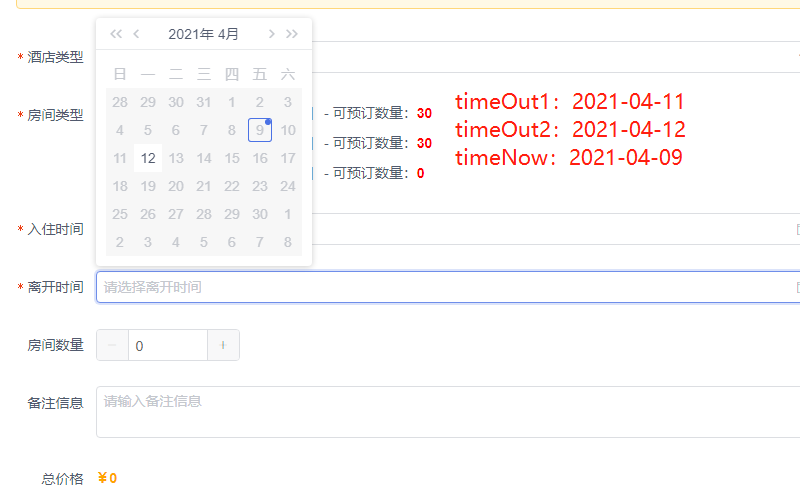 2021年 4月
日 一 二 三 四 五 六
28 29 30 31 1 2 3
4 5 6 7 8 9 10
11 12 13 14 15 16 17
18 19 20 21 22 23 24
25 26 27 28 29 30 1
2 3 4 5 6 7 8
* 酒店类型
* 房间类型
- 可预订数量：30
- 可预订数量：30
- 可预订数量：0
timeOut1：2021-04-11
timeOut2：2021-04-12
timeNow：2021-04-09
* 入住时间
* 离开时间 请选择离开时间
房间数量 − 0 +
备注信息 请输入备注信息
总价格 ¥0